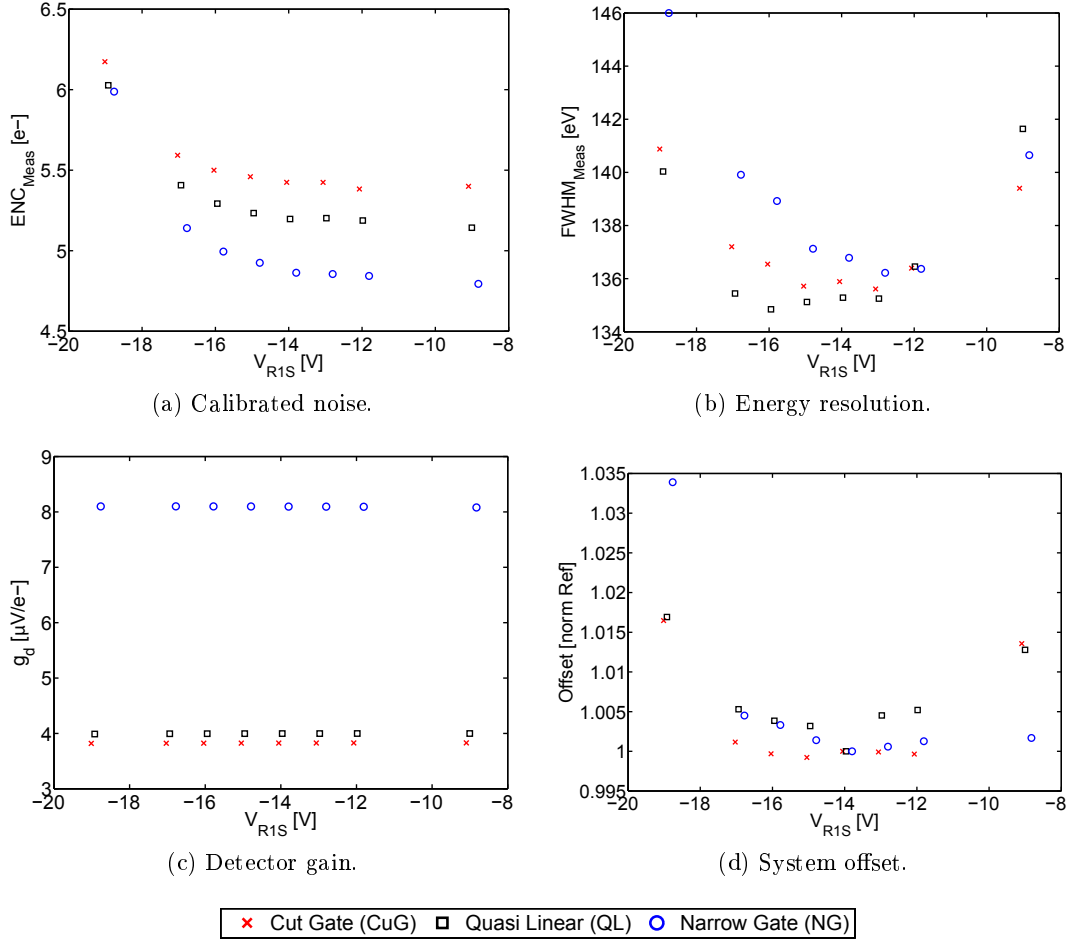 6.5
6
5.5
5
4.5
ENC_Meas [e−]
−20 −18 −16 −14 −12 −10 −8
V_R1S [V]
(a) Calibrated noise.
146
144
142
140
138
136
134
FWHM_Meas [eV]
−20 −18 −16 −14 −12 −10 −8
V_R1S [V]
(b) Energy resolution.
9
8
7
6
5
4
3
g_d [µV/e−]
−20 −18 −16 −14 −12 −10 −8
V_R1S [V]
(c) Detector gain.
1.035
1.03
1.025
1.02
1.015
1.01
1.005
1
0.995
Offset [norm Ref]
−20 −18 −16 −14 −12 −10 −8
V_R1S [V]
(d) System offset.
Cut Gate (CuG) Quasi Linear (QL) Narrow Gate (NG)